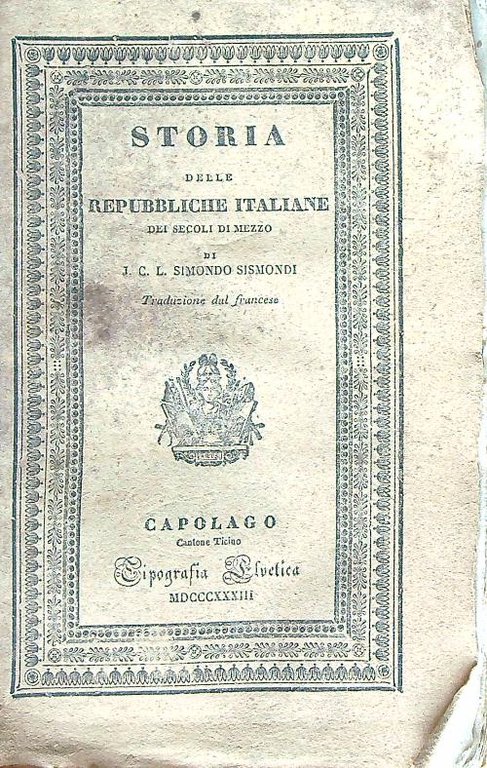 STORIA
DELLE
REPUBBLICHE ITALIANE
DEI SECOLI DI MEZZO
DI
J. C. L. SIMONDO SISMONDI
Traduzione dal francese
CAPOLAGO
Cantone Ticino
Tipografia Elvetica
MDCCCXXXIII